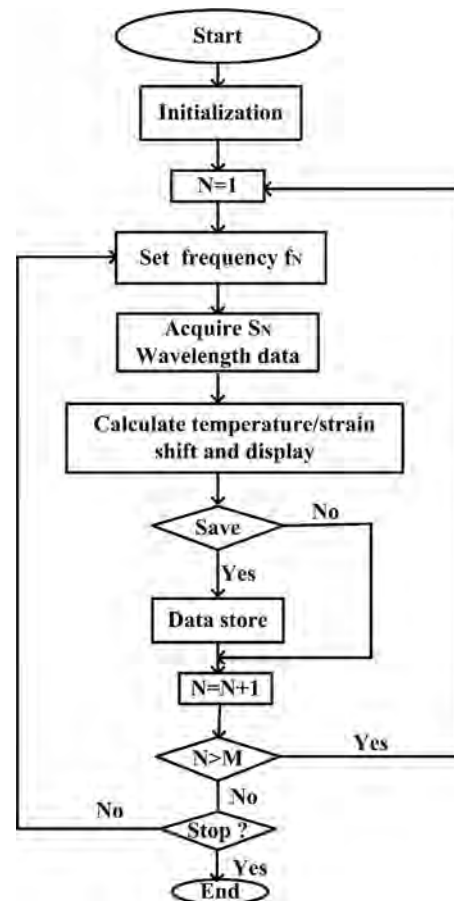 Start
Initialization
N=1
Set frequency fN
Acquire SN
Wavelength data
Calculate temperature/strain
shift and display
Save
No
Yes
Data store
N=N+1
N>M
Yes
No
No
Stop ?
Yes
End